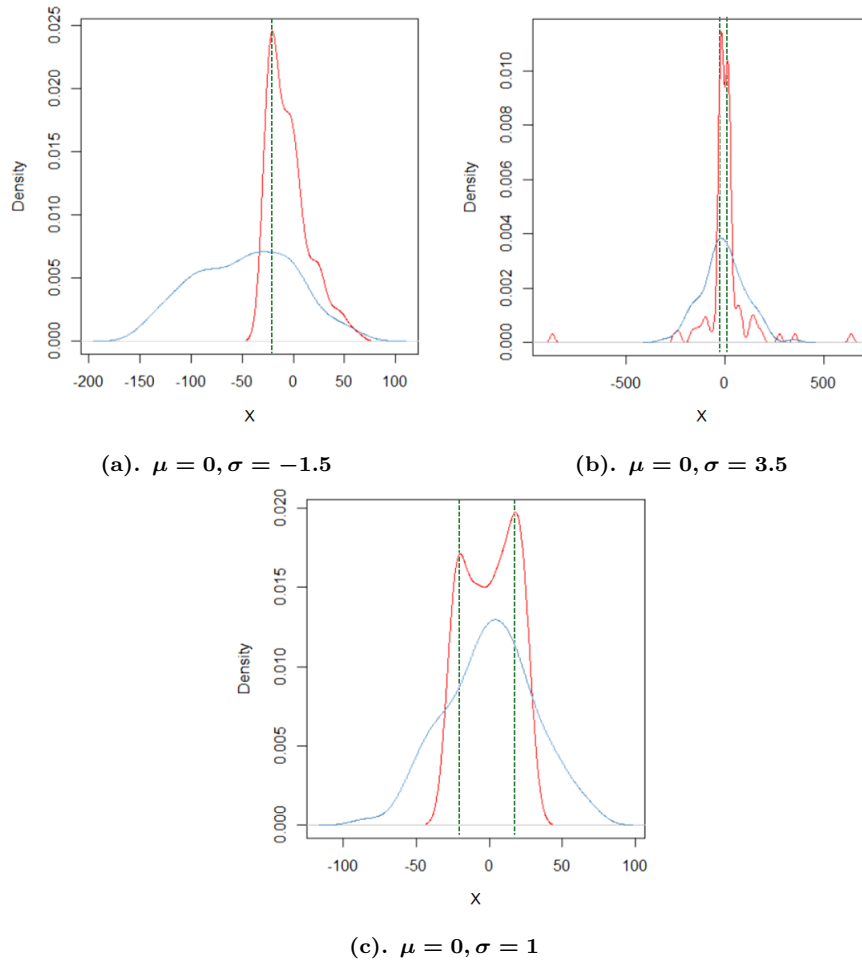 Density
0.025
0.020
0.015
0.010
0.005
0.000
-200 -150 -100 -50 0 50 100
X
(a). μ = 0, σ = −1.5
Density
0.010
0.008
0.006
0.004
0.002
0.000
-500 0 500
X
(b). μ = 0, σ = 3.5
Density
0.020
0.015
0.010
0.005
0.000
-100 -50 0 50 100
X
(c). μ = 0, σ = 1